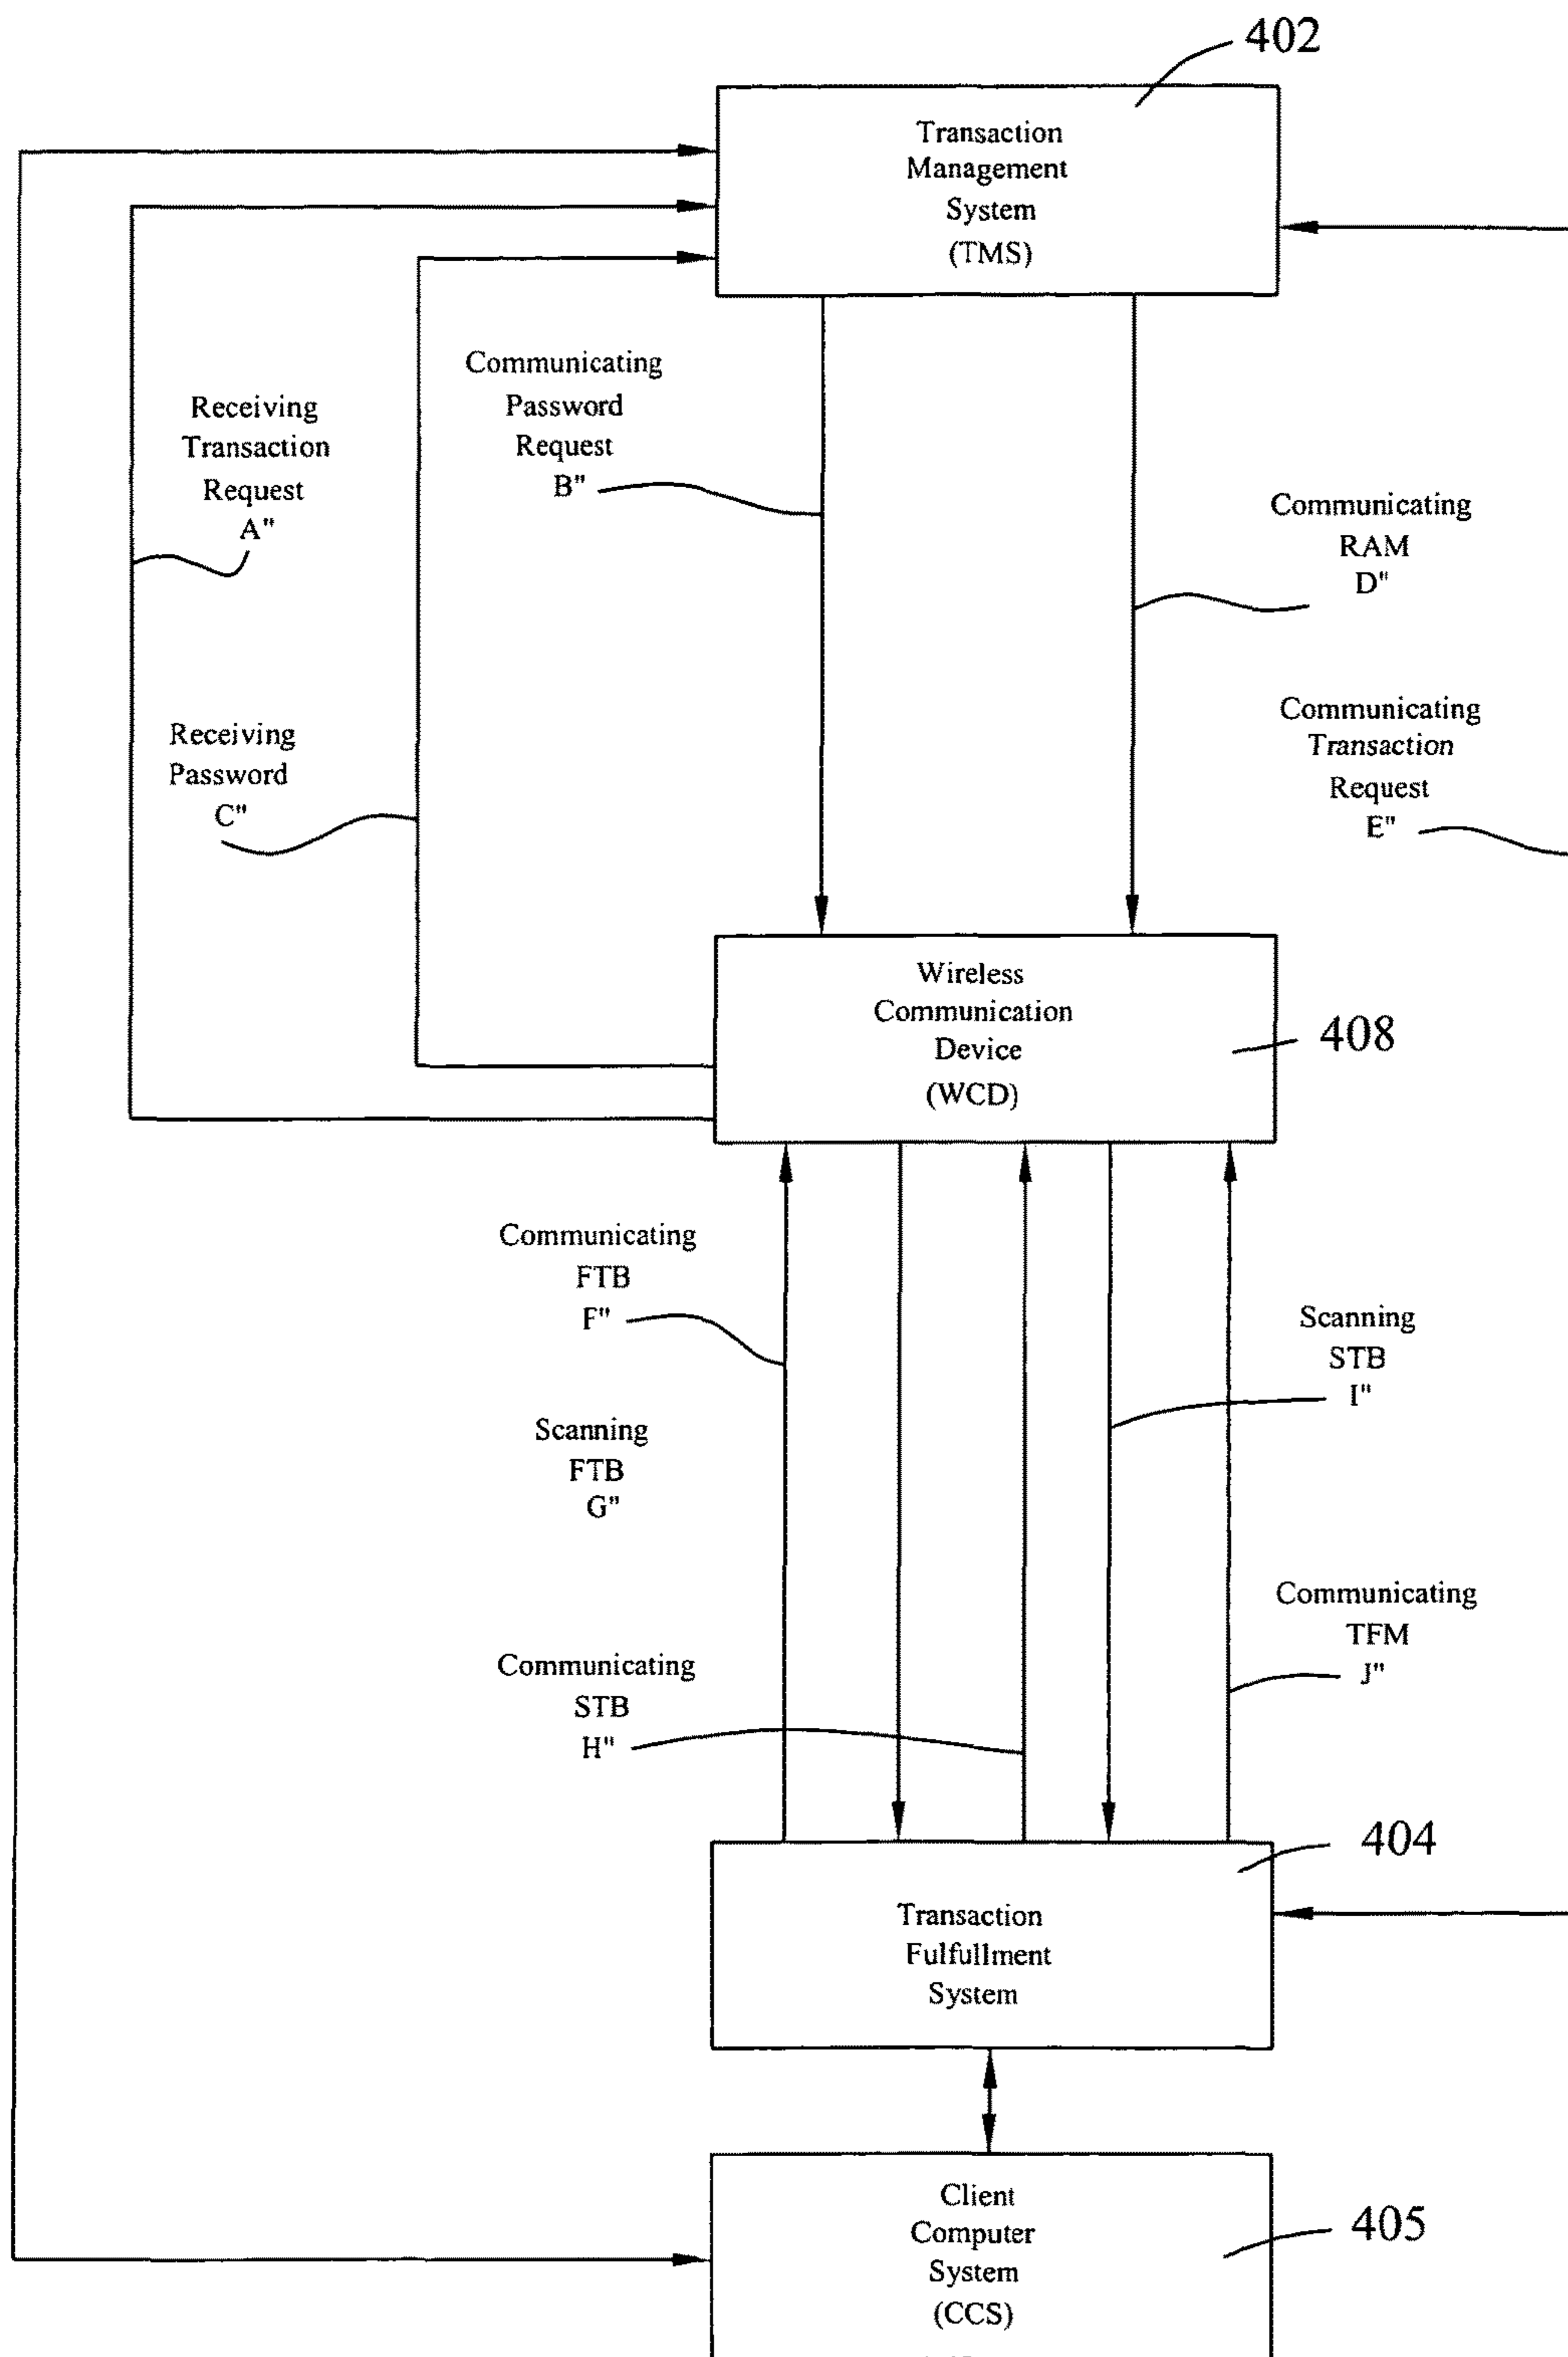 402
Transaction
Management
System
(TMS)
Communicating
Password
Request
B"
Receiving
Transaction
Request
A"
Communicating
RAM
D"
Receiving
Password
C"
Communicating
Transaction
Request
E"
Wireless
Communication
Device
(WCD)
408
Communicating
FTB
F"
Scanning
STB
I"
Scanning
FTB
G"
Communicating
TFM
J"
Communicating
STB
H"
404
Transaction
Fulfullment
System
Client
Computer
System
(CCS)
405